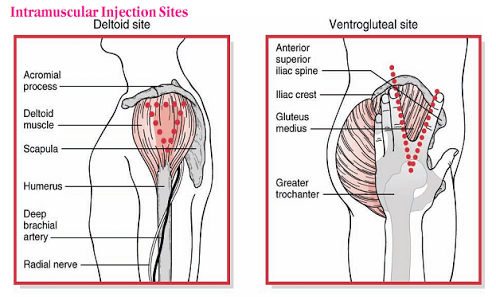 Intramuscular Injection Sites
Deltoid site
Acromial
process
Deltoid
muscle
Scapula
Humerus
Deep
brachial
artery
Radial nerve
Ventrogluteal site
Anterior
superior
iliac spine
Iliac crest
Gluteus
medius
Greater
trochanter